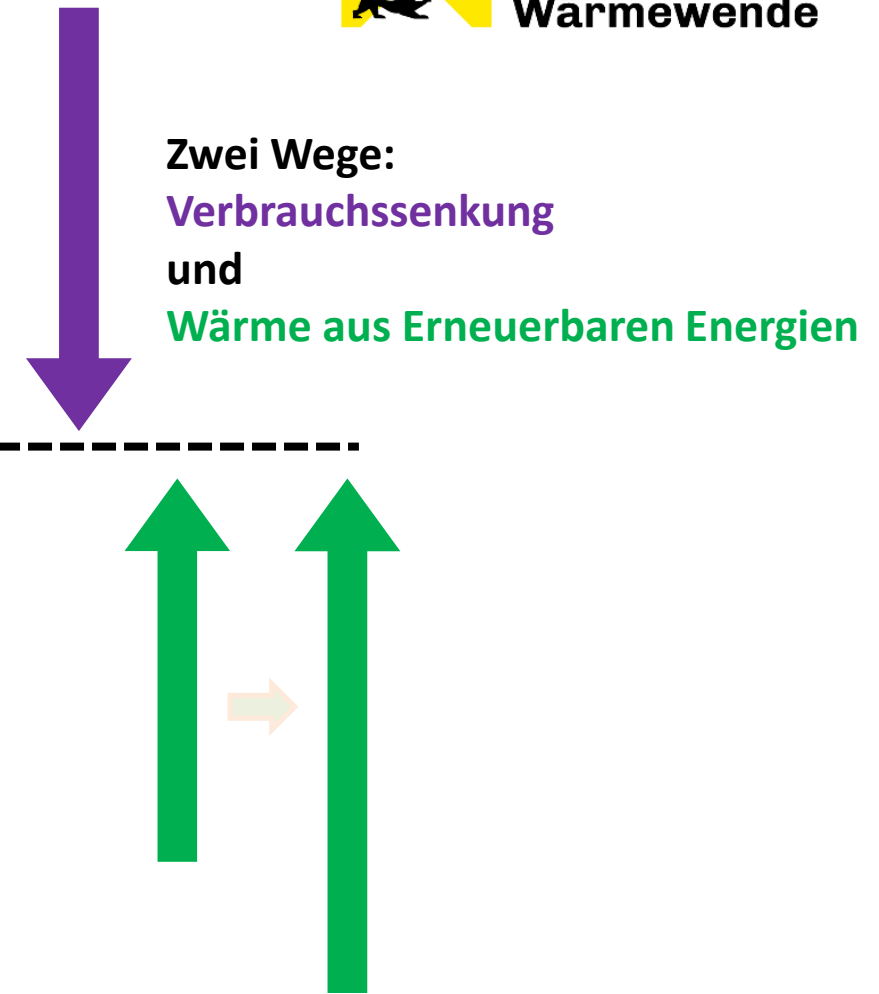 Wärmewende
Zwei Wege:
Verbrauchssenkung
und
Wärme aus Erneuerbaren Energien